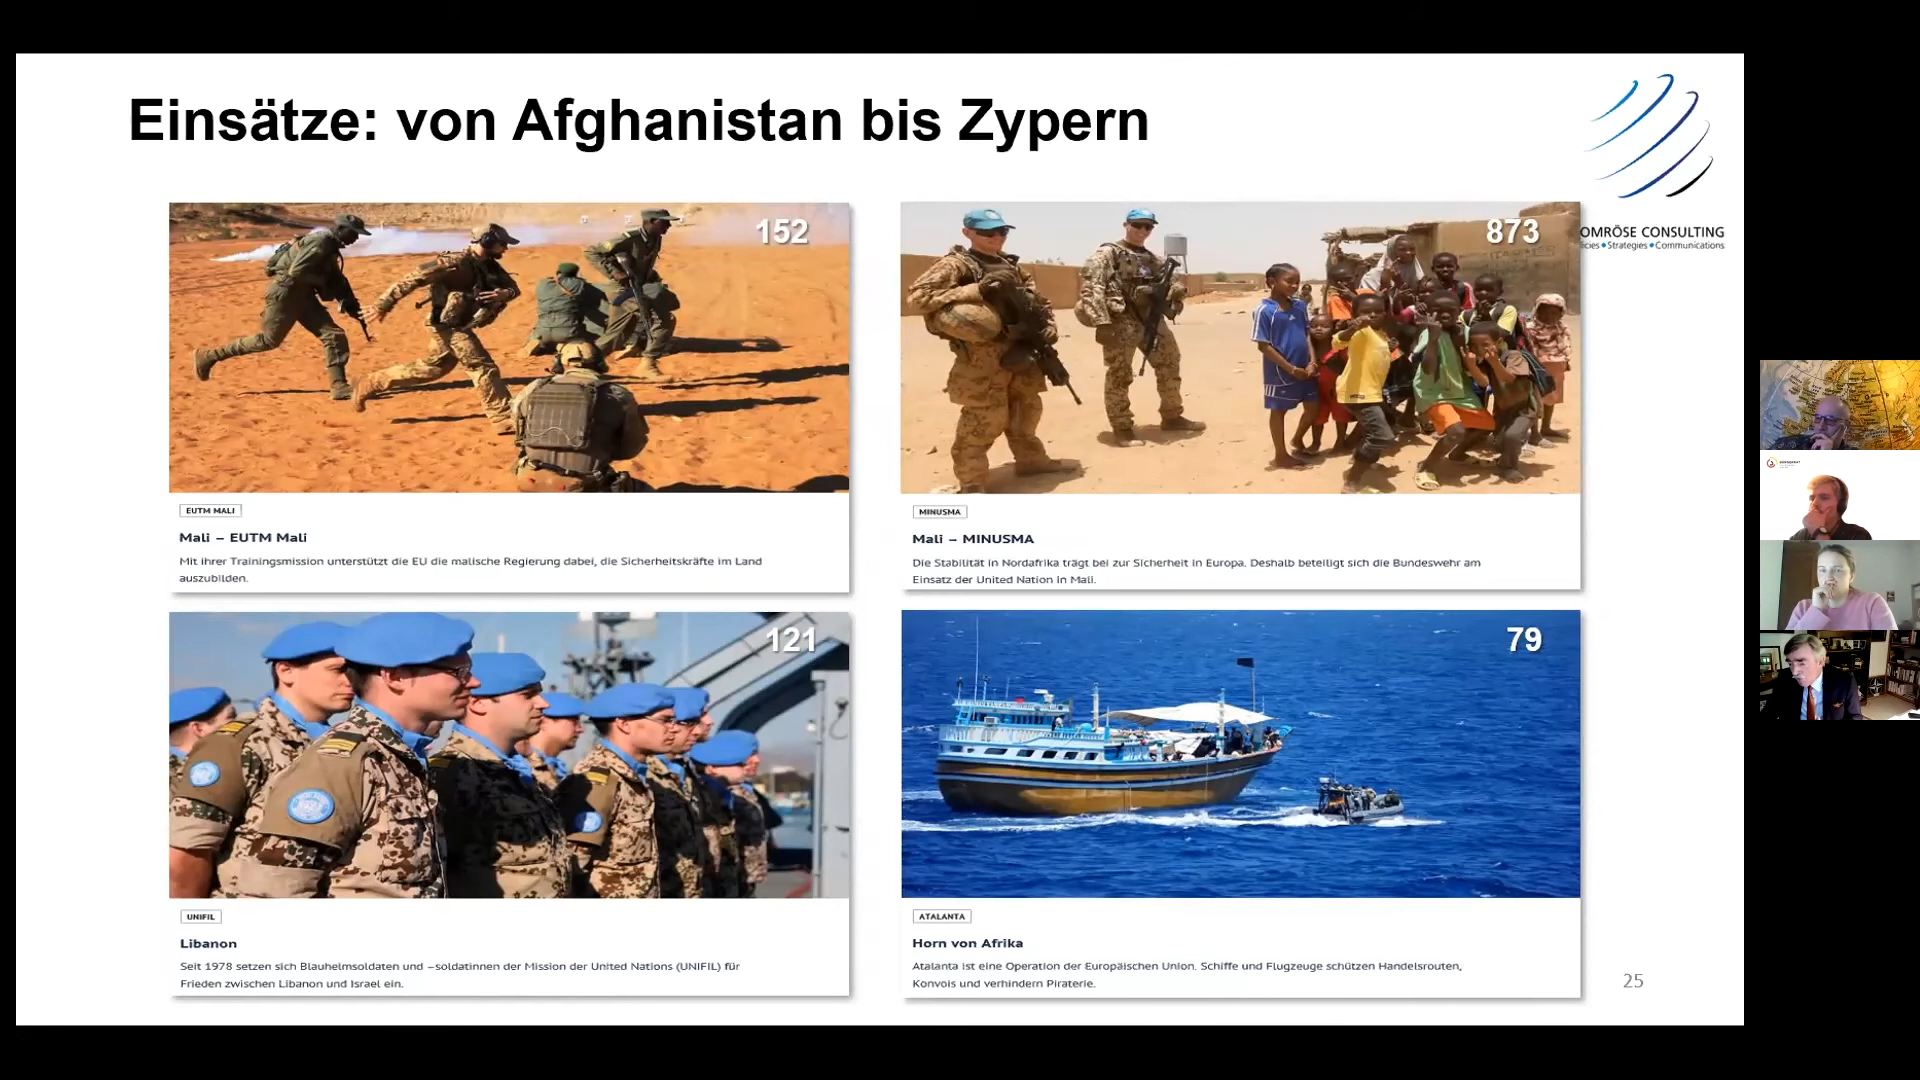 Einsätze: von Afghanistan bis Zypern
OMRÖSE CONSULTING
icies • Strategies • Communications
152
EUTM MALI
Mali – EUTM Mali
Mit ihrer Trainingsmission unterstützt die EU die malische Regierung dabei, die Sicherheitskräfte im Land
auszubilden.
873
MINUSMA
Mali – MINUSMA
Die Stabilität in Nordafrika trägt bei zur Sicherheit in Europa. Deshalb beteiligt sich die Bundeswehr am
Einsatz der United Nation in Mali.
121
UNIFIL
Libanon
Seit 1978 setzen sich Blauhelmsoldaten und –soldatinnen der Mission der United Nations (UNIFIL) für
Frieden zwischen Libanon und Israel ein.
79
ATALANTA
Horn von Afrika
Atalanta ist eine Operation der Europäischen Union. Schiffe und Flugzeuge schützen Handelsrouten,
Konvois und verhindern Piraterie.
25